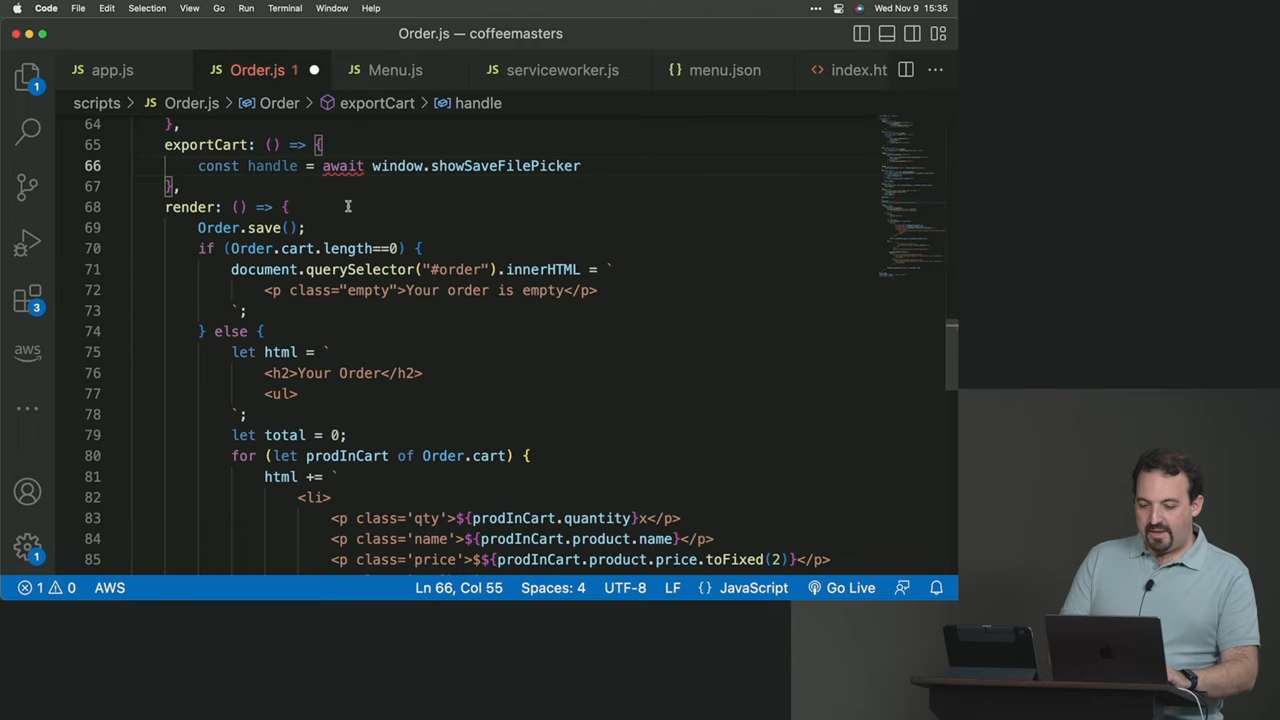 Code File Edit Selection View Go Run Terminal Window Help Wed Nov 9 15:35
Order.js — coffeemasters
JS app.js JS Order.js 1 JS Menu.js JS serviceworker.js {} menu.json <> index.ht
scripts > JS Order.js > Order > exportCart > handle
64 },
65 exportCart: () => {
66 const handle = await window.showSaveFilePicker
67 },
68 render: () => {
69 Order.save();
70 if (Order.cart.length==0) {
71 document.querySelector("#order").innerHTML = `
72 <p class="empty">Your order is empty</p>
73 `;
74 } else {
75 let html = `
76 <h2>Your Order</h2>
77 <ul>
78 `;
79 let total = 0;
80 for (let prodInCart of Order.cart) {
81 html += `
82 <li>
83 <p class='qty'>${prodInCart.quantity}x</p>
84 <p class='name'>${prodInCart.product.name}</p>
85 <p class='price'>$${prodInCart.product.price.toFixed(2)}</p>
1
3
aws
1
1 0 AWS Ln 66, Col 55 Spaces: 4 UTF-8 LF {} JavaScript Go Live